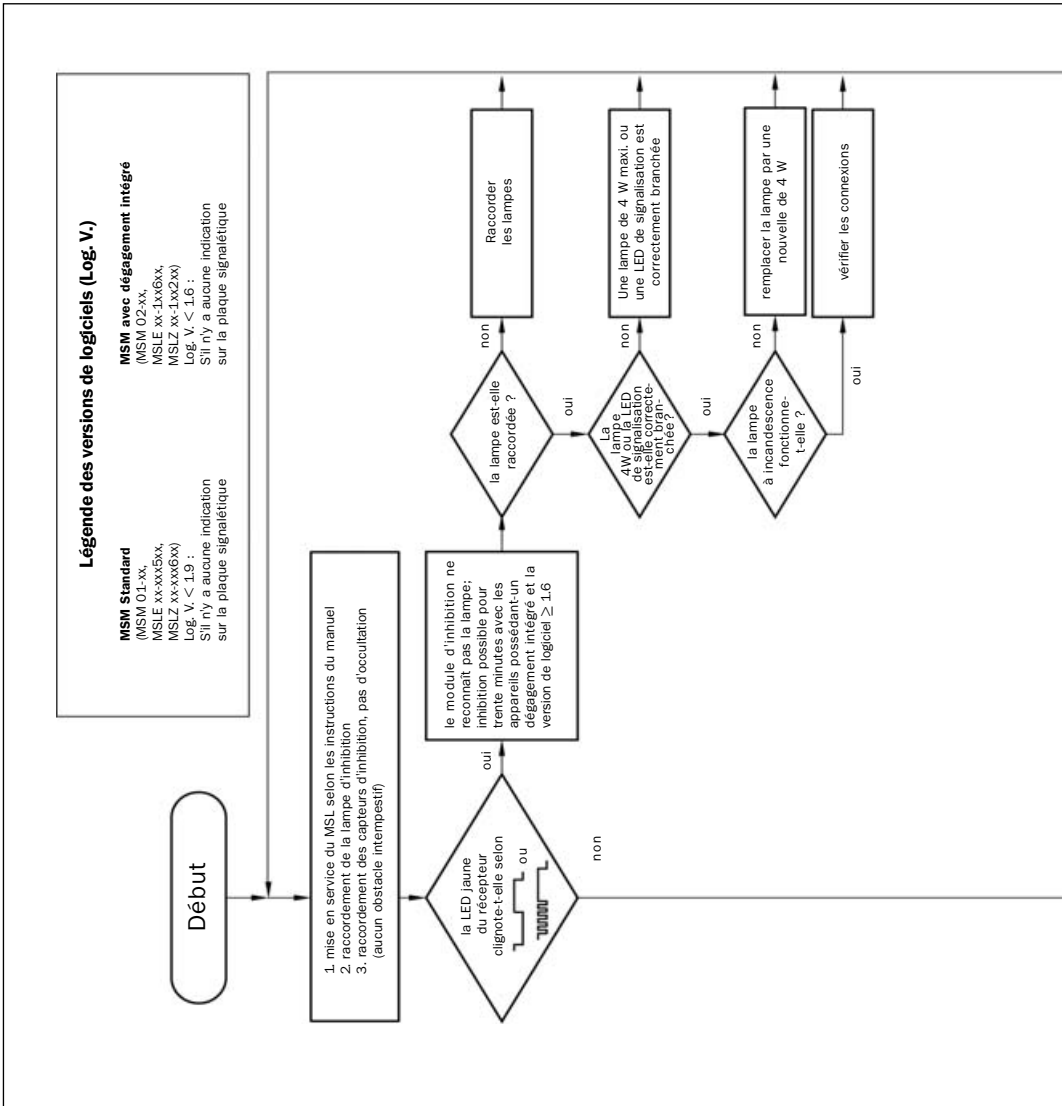 Légende des versions de logiciels (Log. V.)
MSM Standard
(MSM 01-xx,
MSLE xx-xxx5xx,
MSLZ xx-xxx6xx)
Log. V. < 1.9 :
S'il n'y a aucune indication
sur la plaque signalétique
MSM avec dégagement intégré
(MSM 02-xx,
MSLE xx-1xx6xx,
MSLZ xx-1xx2xx)
Log. V. < 1.6 :
S'il n'y a aucune indication
sur la plaque signalétique
Début
1. mise en service du MSL selon les instructions du manuel
2. raccordement de la lampe d'inhibition
3. raccordement des capteurs d'inhibition, pas d'occultation
(aucun obstacle intempestif)
la LED jaune
du récepteur
clignote-t-elle selon
ou
oui
non
le module d'inhibition ne
reconnaît pas la lampe;
inhibition possible pour
trente minutes avec les
appareils possédant-un
dégagement intégré et la
version de logiciel ≥ 1.6
la lampe est-elle
raccordée ?
non
oui
Raccorder
les lampes
La
lampe
4W ou la LED
de signalisation
est-elle correcte-
ment bran-
chée ?
non
oui
Une lampe de 4 W maxi. ou
une LED de signalisation est
correctement branchée
la lampe
à incandescence
fonctionne-
t-elle ?
non
oui
remplacer la lampe par une
nouvelle de 4 W
vérifier les connexions